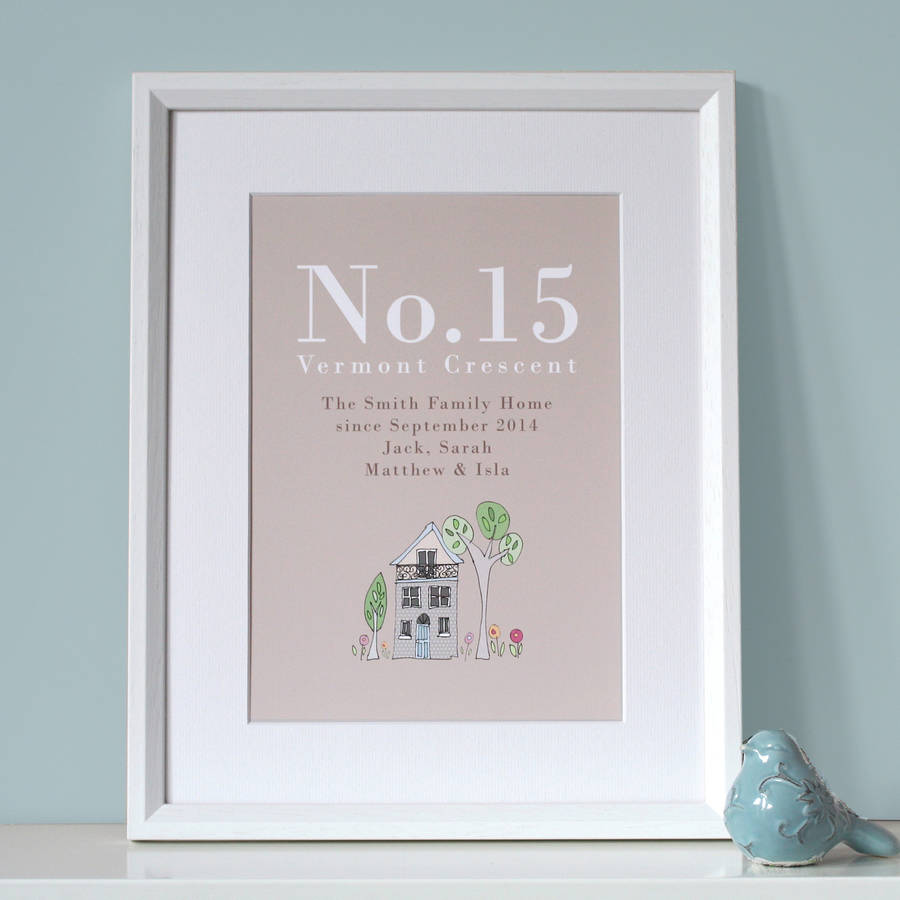 No.15
Vermont Crescent
The Smith Family Home
since September 2014
Jack, Sarah
Matthew & Isla